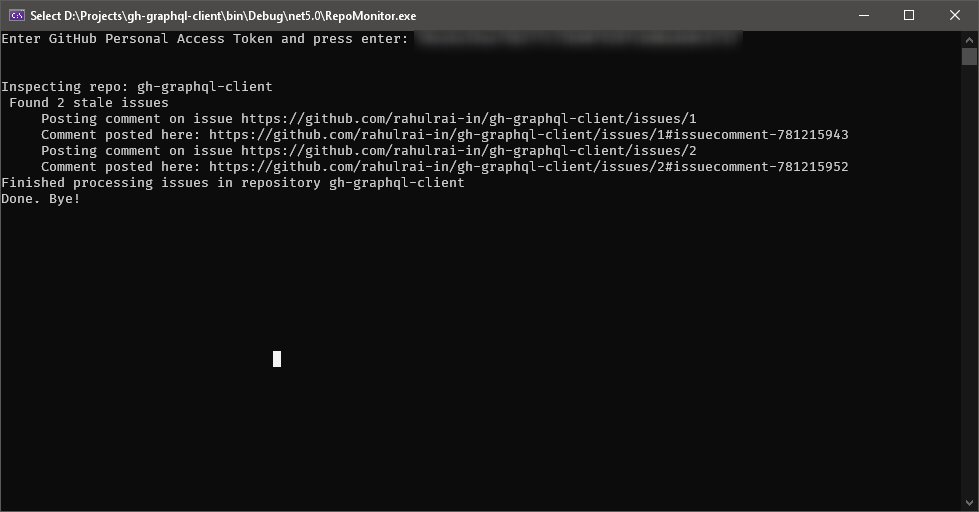 Select D:\Projects\gh-graphql-client\bin\Debug\net5.0\RepoMonitor.exe
Enter GitHub Personal Access Token and press enter:
Inspecting repo: gh-graphql-client
 Found 2 stale issues
     Posting comment on issue https://github.com/rahulrai-in/gh-graphql-client/issues/1
     Comment posted here: https://github.com/rahulrai-in/gh-graphql-client/issues/1#issuecomment-781215943
     Posting comment on issue https://github.com/rahulrai-in/gh-graphql-client/issues/2
     Comment posted here: https://github.com/rahulrai-in/gh-graphql-client/issues/2#issuecomment-781215952
Finished processing issues in repository gh-graphql-client
Done. Bye!